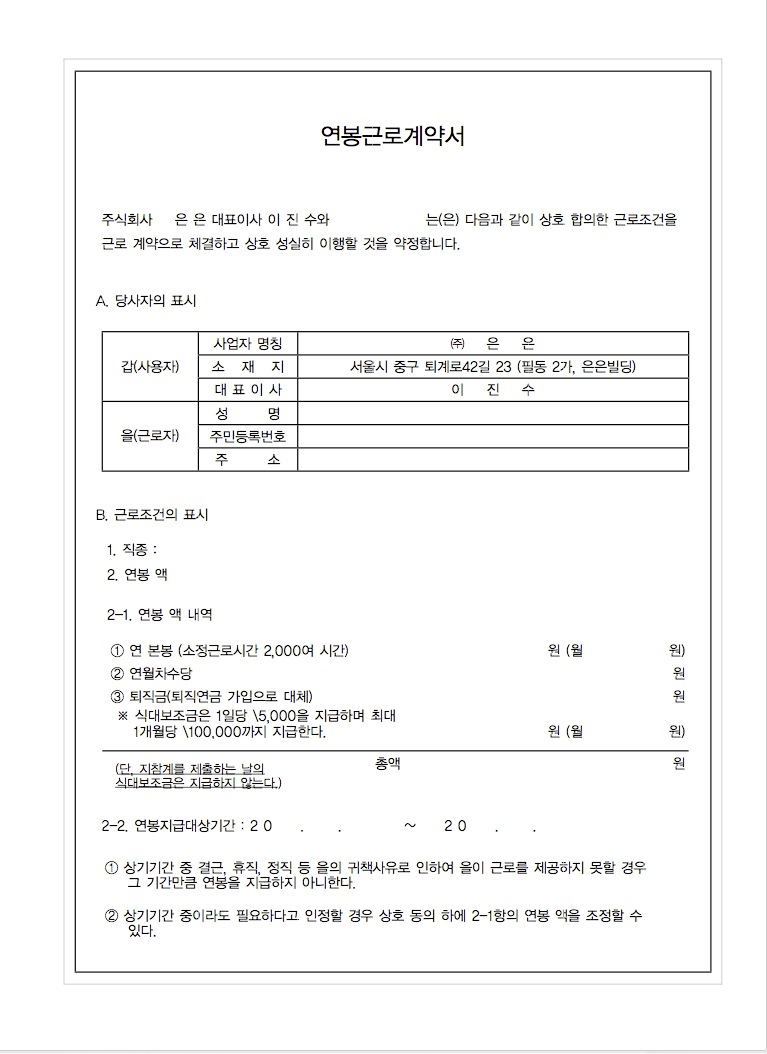 연봉근로계약서
주식회사 은 은 대표이사 이 진 수와 는(은) 다음과 같이 상호 합의한 근로조건을
근로 계약으로 체결하고 상호 성실히 이행할 것을 약정합니다.
A. 당사자의 표시
갑(사용자)
사업자 명칭 ㈜ 은 은
소 재 지 서울시 중구 퇴계로42길 23 (필동 2가, 은은빌딩)
대 표 이 사 이 진 수
을(근로자)
성 명
주민등록번호
주 소
B. 근로조건의 표시
1. 직종 :
2. 연봉 액
2-1. 연봉 액 내역
① 연 본봉 (소정근로시간 2,000여 시간) 원 (월 원)
② 연월차수당 원
③ 퇴직금(퇴직연금 가입으로 대체) 원
※ 식대보조금은 1일당 \5,000을 지급하며 최대
1개월당 \100,000까지 지급한다. 원 (월 원)
총액 원
(단, 지참계를 제출하는 날의
식대보조금은 지급하지 않는다.)
2-2. 연봉지급대상기간 : 2 0 . . ～ 2 0 . .
① 상기기간 중 결근, 휴직, 정직 등 을의 귀책사유로 인하여 을이 근로를 제공하지 못할 경우
그 기간만큼 연봉을 지급하지 아니한다.
② 상기기간 중이라도 필요하다고 인정할 경우 상호 동의 하에 2-1항의 연봉 액을 조정할 수
있다.